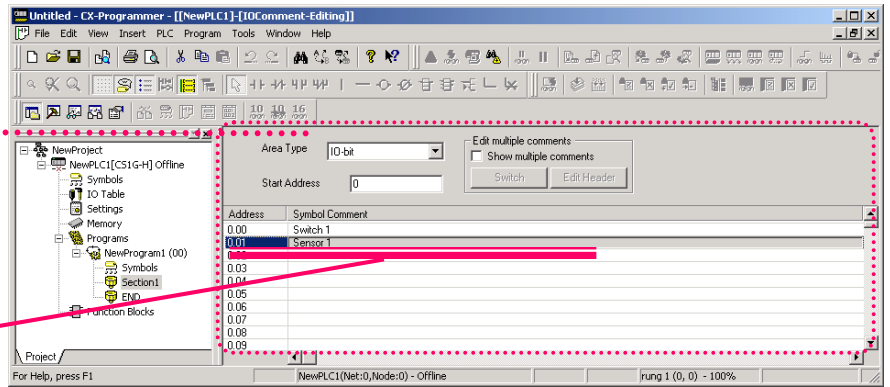 Untitled - CX-Programmer - [[NewPLC1]-[IOComment-Editing]]
File Edit View Insert PLC Program Tools Window Help
10 10 16
NewProject
NewPLC1[CS1G-H] Offline
Symbols
IO Table
Settings
Memory
Programs
NewProgram1 (00)
Symbols
Section1
END
Function Blocks
Project
Area Type IO-bit
Start Address 0
Edit multiple comments
Show multiple comments
Switch Edit Header
Address Symbol Comment
0.00 Switch 1
0.01 Sensor 1
0.03
0.04
0.05
0.06
0.07
0.08
0.09
For Help, press F1 NewPLC1(Net:0,Node:0) - Offline rung 1 (0, 0) - 100%